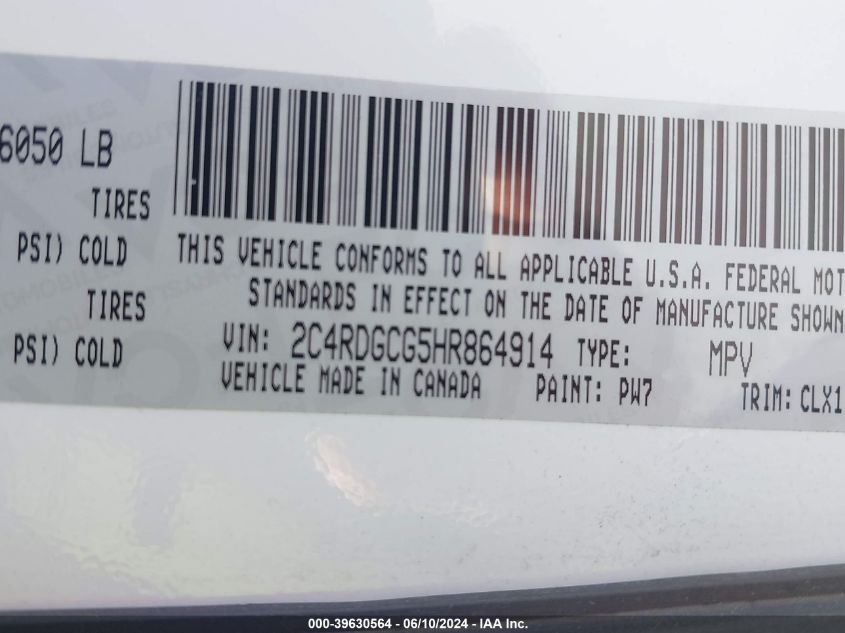 6050 LB
TIRES
PSI) COLD
TIRES
PSI) COLD
THIS VEHICLE CONFORMS TO ALL APPLICABLE U.S.A. FEDERAL MOT
STANDARDS IN EFFECT ON THE DATE OF MANUFACTURE SHOWN
VIN: 2C4RDGCG5HR864914 TYPE: MPV
VEHICLE MADE IN CANADA PAINT: PW7 TRIM: CLX1
000-39630564 - 06/10/2024 - IAA Inc.